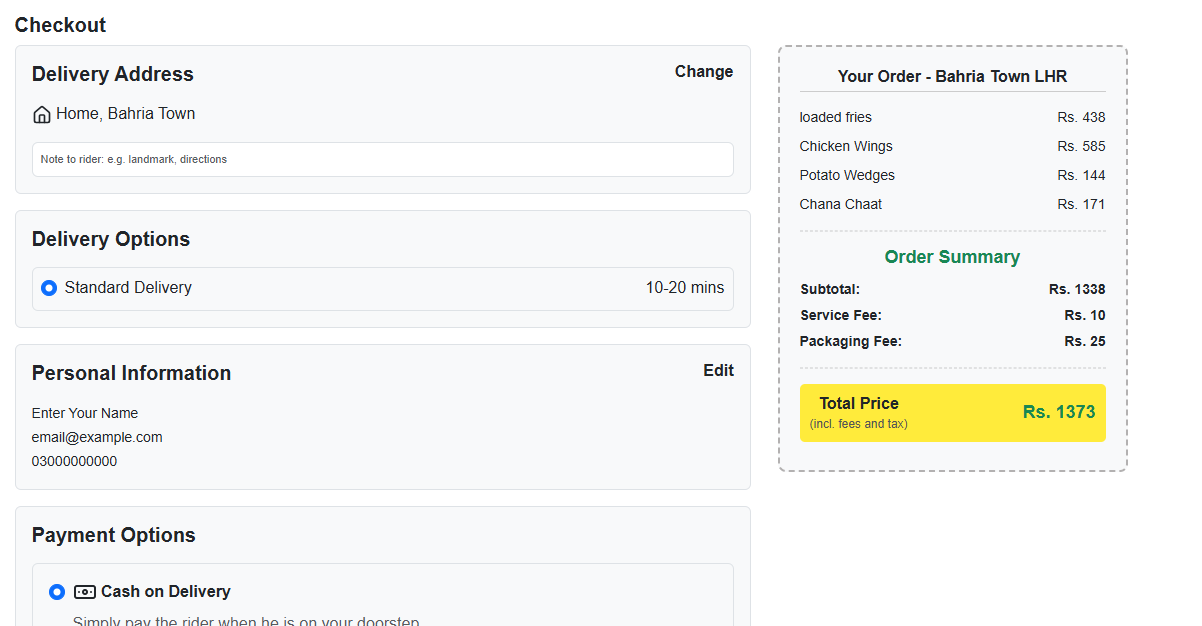 Checkout
Delivery Address
Change
Home, Bahria Town
Note to rider: e.g. landmark, directions
Delivery Options
Standard Delivery 10-20 mins
Personal Information
Edit
Enter Your Name
email@example.com
03000000000
Payment Options
Cash on Delivery
Simply pay the rider when he is on your doorstep
Your Order - Bahria Town LHR
loaded fries Rs. 438
Chicken Wings Rs. 585
Potato Wedges Rs. 144
Chana Chaat Rs. 171
Order Summary
Subtotal: Rs. 1338
Service Fee: Rs. 10
Packaging Fee: Rs. 25
Total Price
(incl. fees and tax)
Rs. 1373